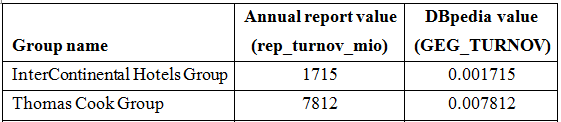 Group name Annual report value (rep_turnov_mio) DBpedia value (GEG_TURNOV)
InterContinental Hotels Group 1715 0.001715
Thomas Cook Group 7812 0.007812